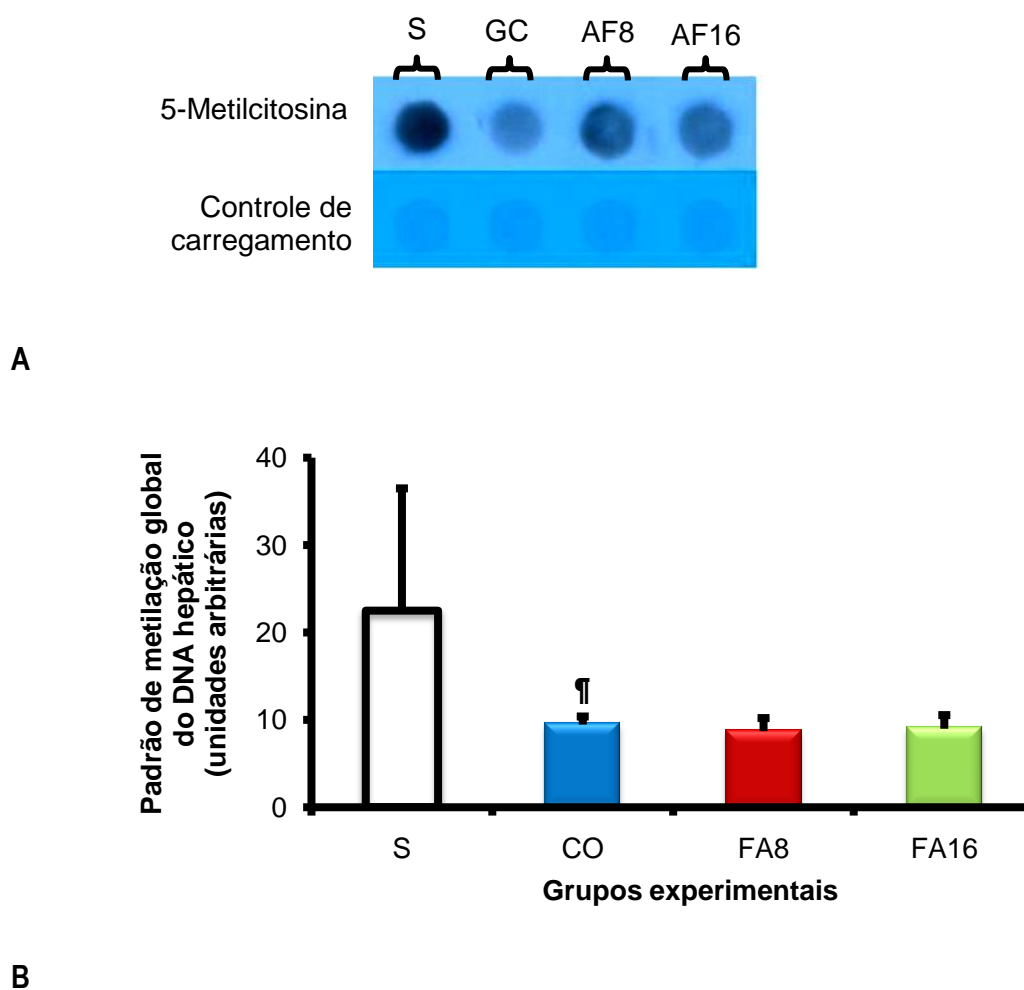 S GC AF8 AF16
5-Metilcitosina
Controle de
carregamento
A
Padrão de metilação global
do DNA hepático
(unidades arbitrárias)
40
30
20
10
0
¶
S CO FA8 FA16
Grupos experimentais
B